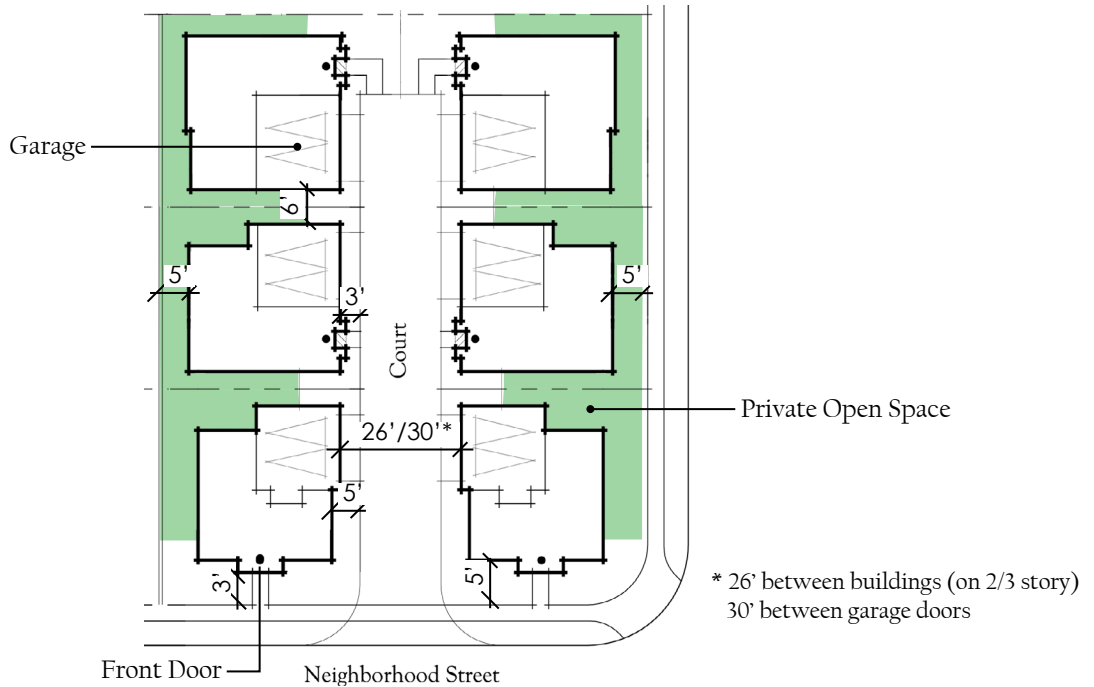 Garage
6'
5'
5'
3'
Court
Private Open Space
26'/30'*
5'
3'
5'
* 26' between buildings (on 2/3 story)
30' between garage doors
Front Door
Neighborhood Street